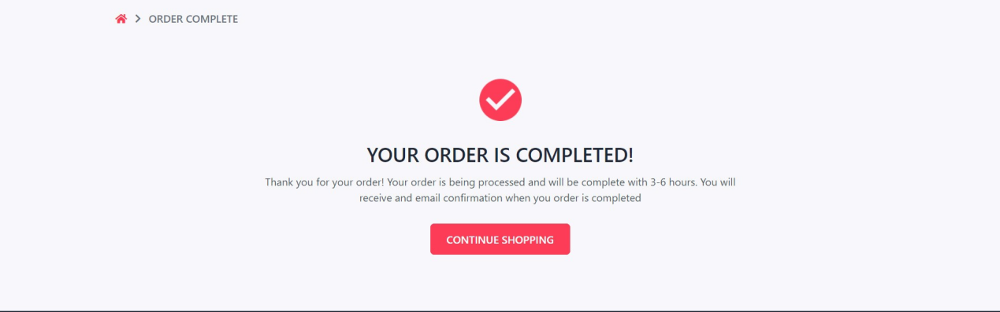 ORDER COMPLETE
YOUR ORDER IS COMPLETED!
Thank you for your order! Your order is being processed and will be complete with 3-6 hours. You will
receive and email confirmation when you order is completed
CONTINUE SHOPPING